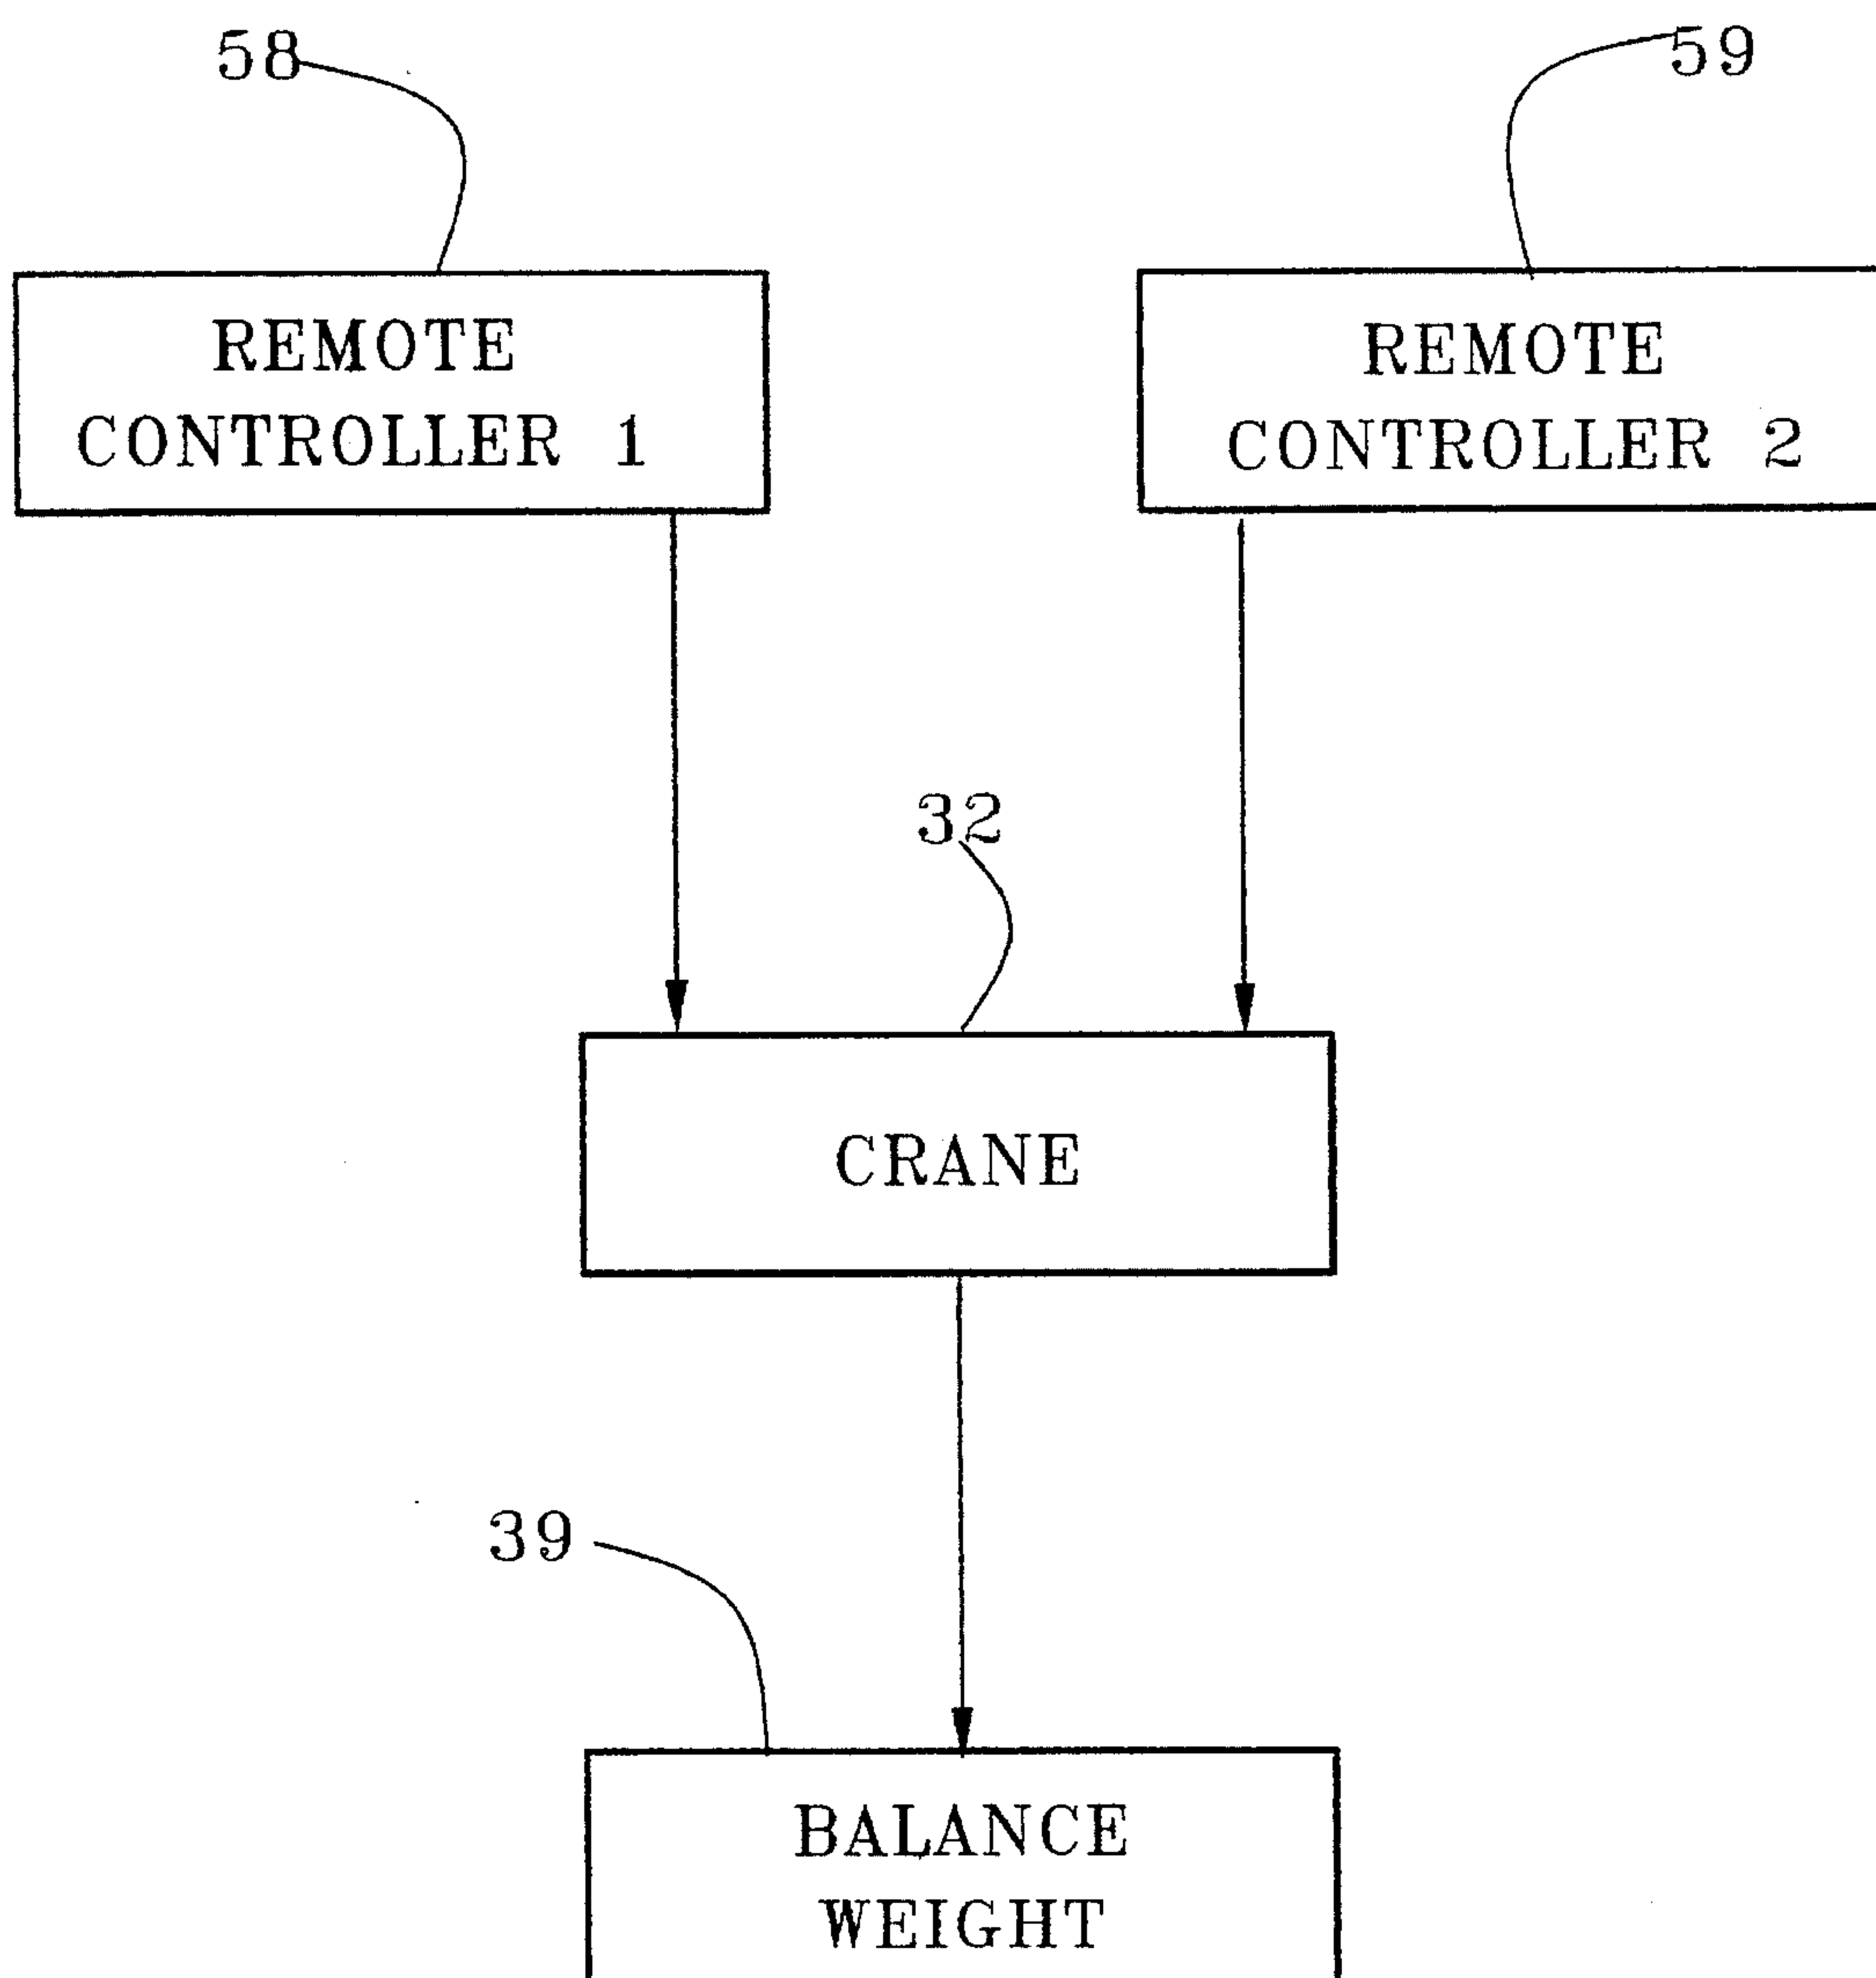 58
59
REMOTE
CONTROLLER 1
REMOTE
CONTROLLER 2
32
CRANE
39
BALANCE
WEIGHT